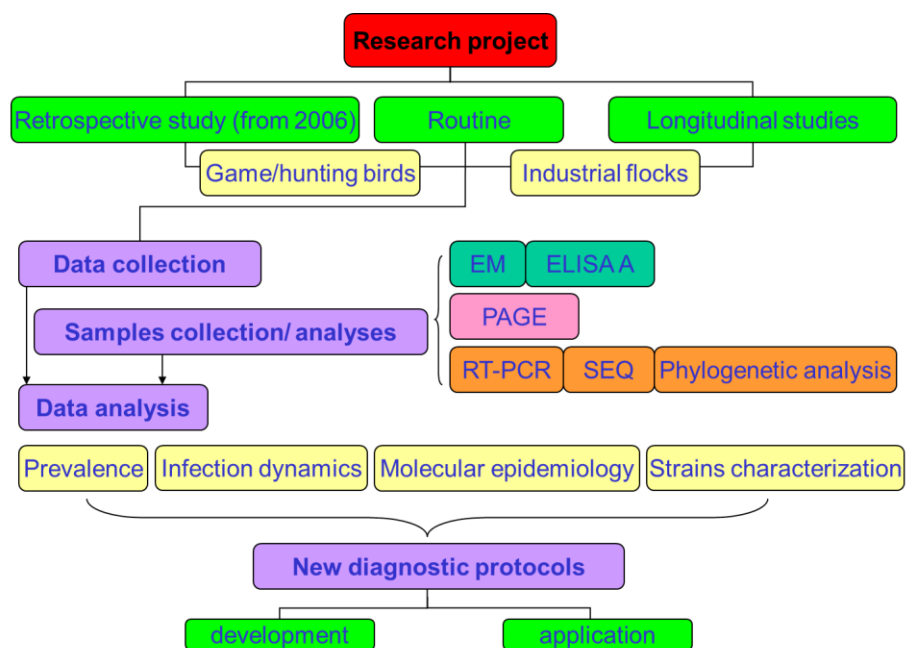 Research project
Retrospective study (from 2006) Routine Longitudinal studies
Game/hunting birds Industrial flocks
Data collection EM ELISA A
Samples collection/ analyses PAGE
RT-PCR SEQ Phylogenetic analysis
Data analysis
Prevalence Infection dynamics Molecular epidemiology Strains characterization
New diagnostic protocols
development application